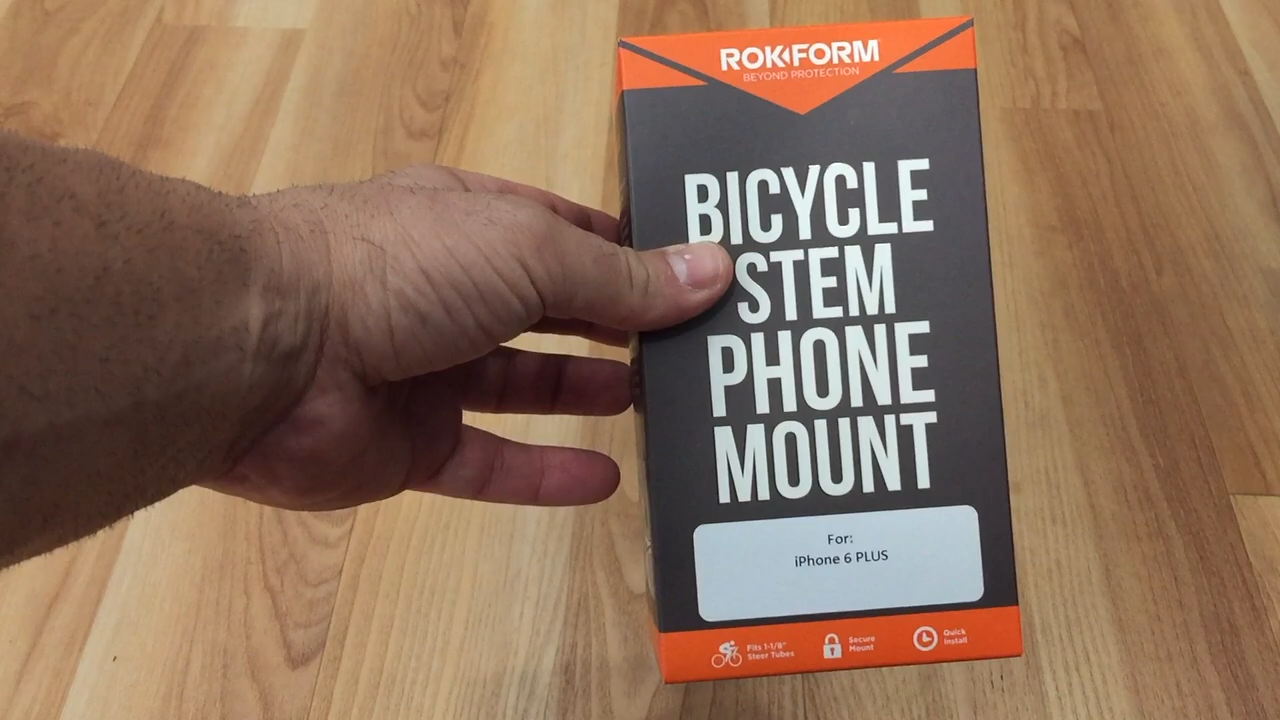 ROKFORM
BEYOND PROTECTION
BICYCLE
STEM
PHONE
MOUNT
For:
iPhone 6 PLUS
Fits 1-1/8"
Steer Tubes
Secure
Mount
Quick
Install